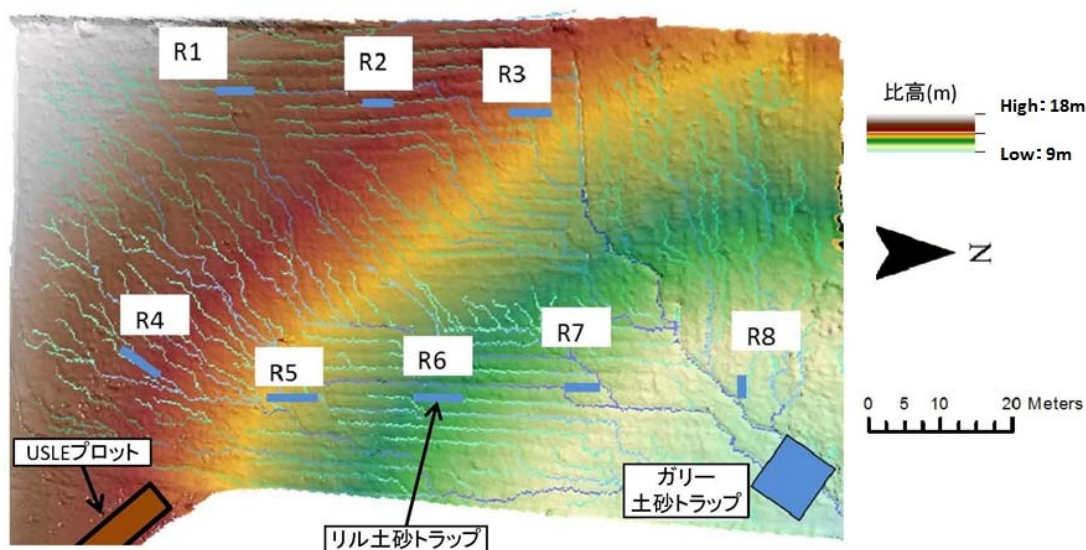 R1
R2
R3
R4
R5
R6
R7
R8
USLEプロット
リル土砂トラップ
ガリー
土砂トラップ
比高(m)
High: 18m
Low: 9m
N
0 5 10 20 Meters